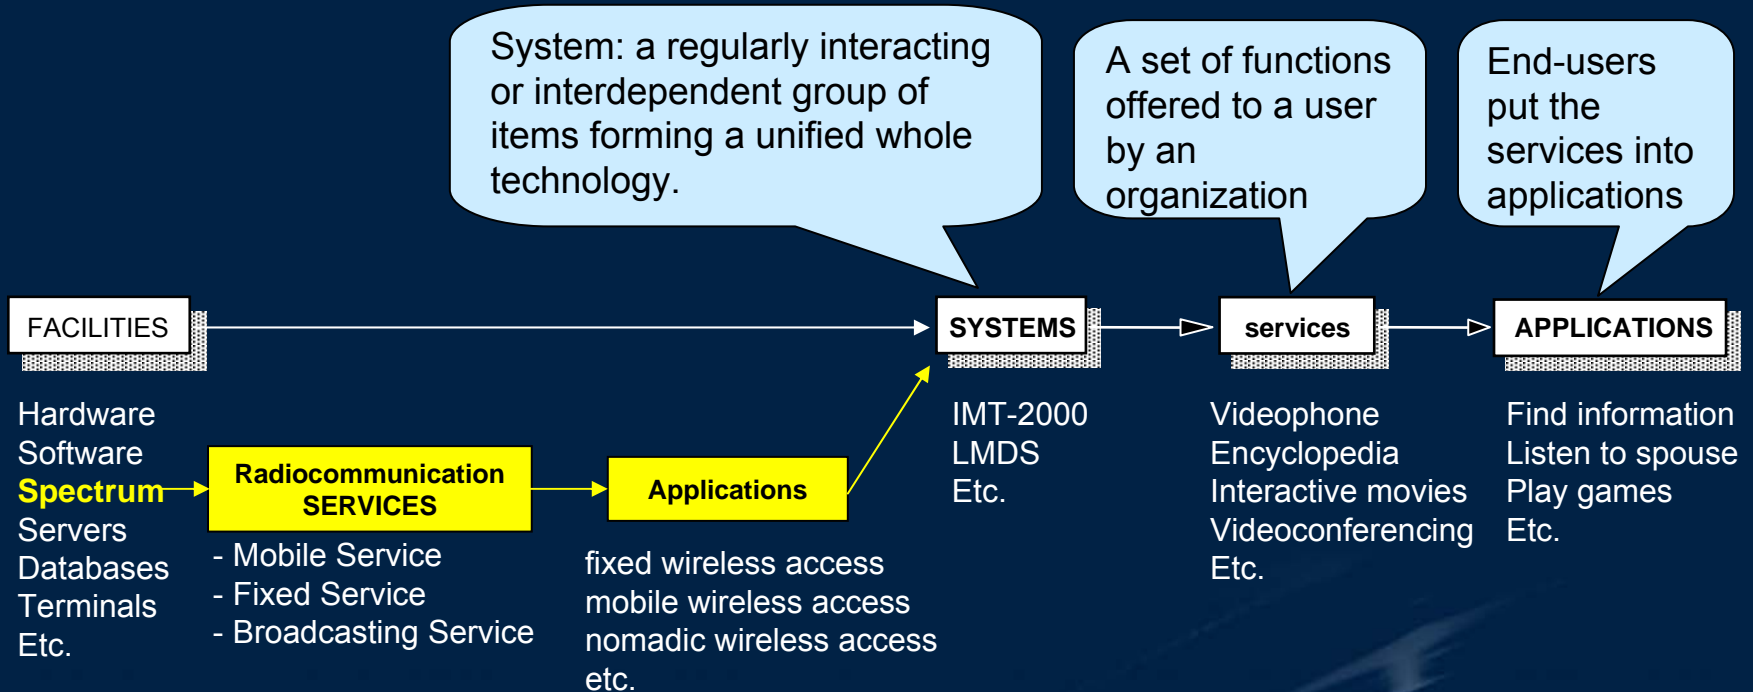 System: a regularly interacting
or interdependent group of
items forming a unified whole
technology.
A set of functions
offered to a user
by an
organization
End-users
put the
services into
applications
FACILITIES
SYSTEMS
services
APPLICATIONS
Hardware
Software
Spectrum
Servers
Databases
Terminals
Etc.
Radiocommunication
SERVICES
- Mobile Service
- Fixed Service
- Broadcasting Service
Applications
fixed wireless access
mobile wireless access
nomadic wireless access
etc.
IMT-2000
LMDS
Etc.
Videophone
Encyclopedia
Interactive movies
Videoconferencing
Etc.
Find information
Listen to spouse
Play games
Etc.